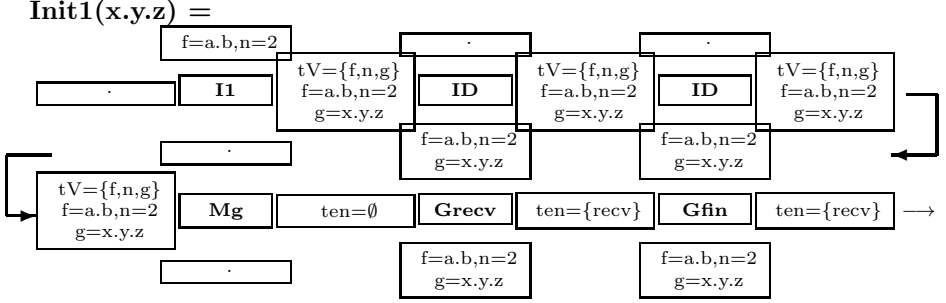 Init1(x.y.z) =
f=a.b,n=2 · ·
· I1 tV={f,n,g} ID tV={f,n,g} ID tV={f,n,g}
f=a.b,n=2 f=a.b,n=2 f=a.b,n=2
g=x.y.z g=x.y.z g=x.y.z
· f=a.b,n=2 f=a.b,n=2
g=x.y.z g=x.y.z
tV={f,n,g}
f=a.b,n=2 Mg ten=∅ Grecv ten={recv} Gfin ten={recv} →
g=x.y.z
· f=a.b,n=2 f=a.b,n=2
g=x.y.z g=x.y.z